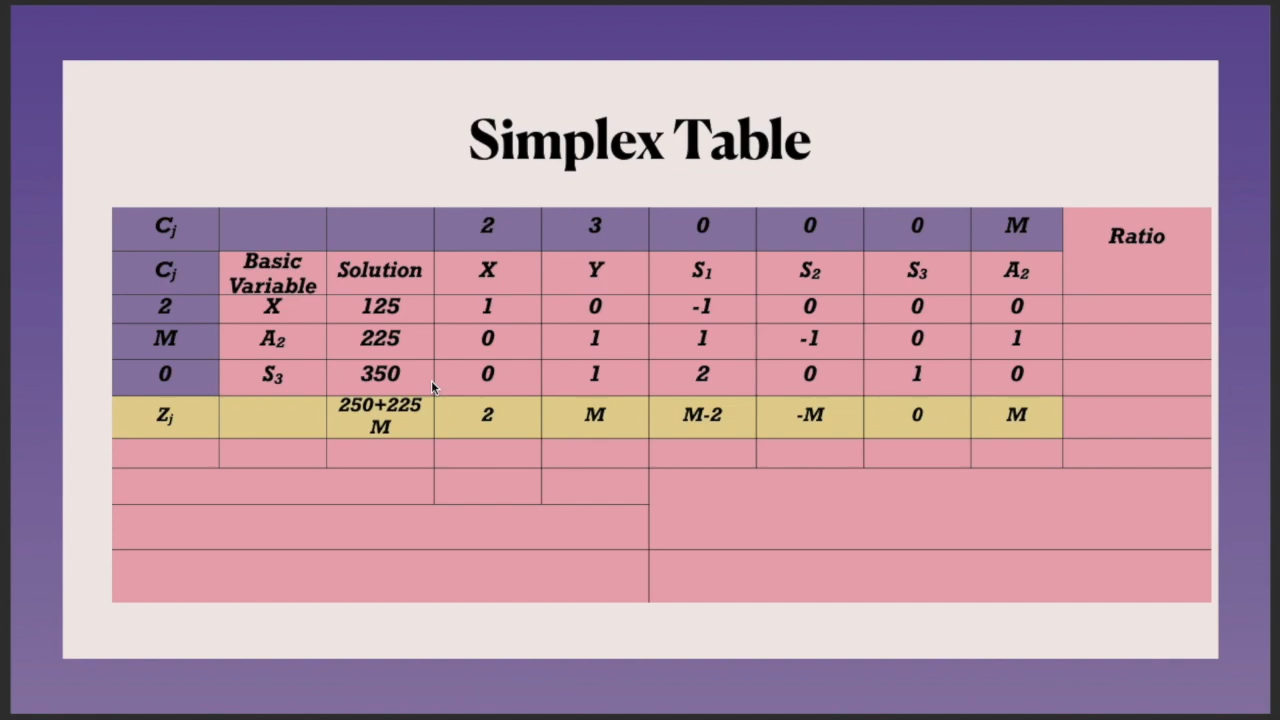 Simplex Table
Cj 2 3 0 0 0 M Ratio
Cj Basic Variable Solution X Y S1 S2 S3 A2
2 X 125 1 0 -1 0 0 0
M A2 225 0 1 1 -1 0 1
0 S3 350 0 1 2 0 1 0
Zj 250+225 M 2 M M-2 -M 0 M